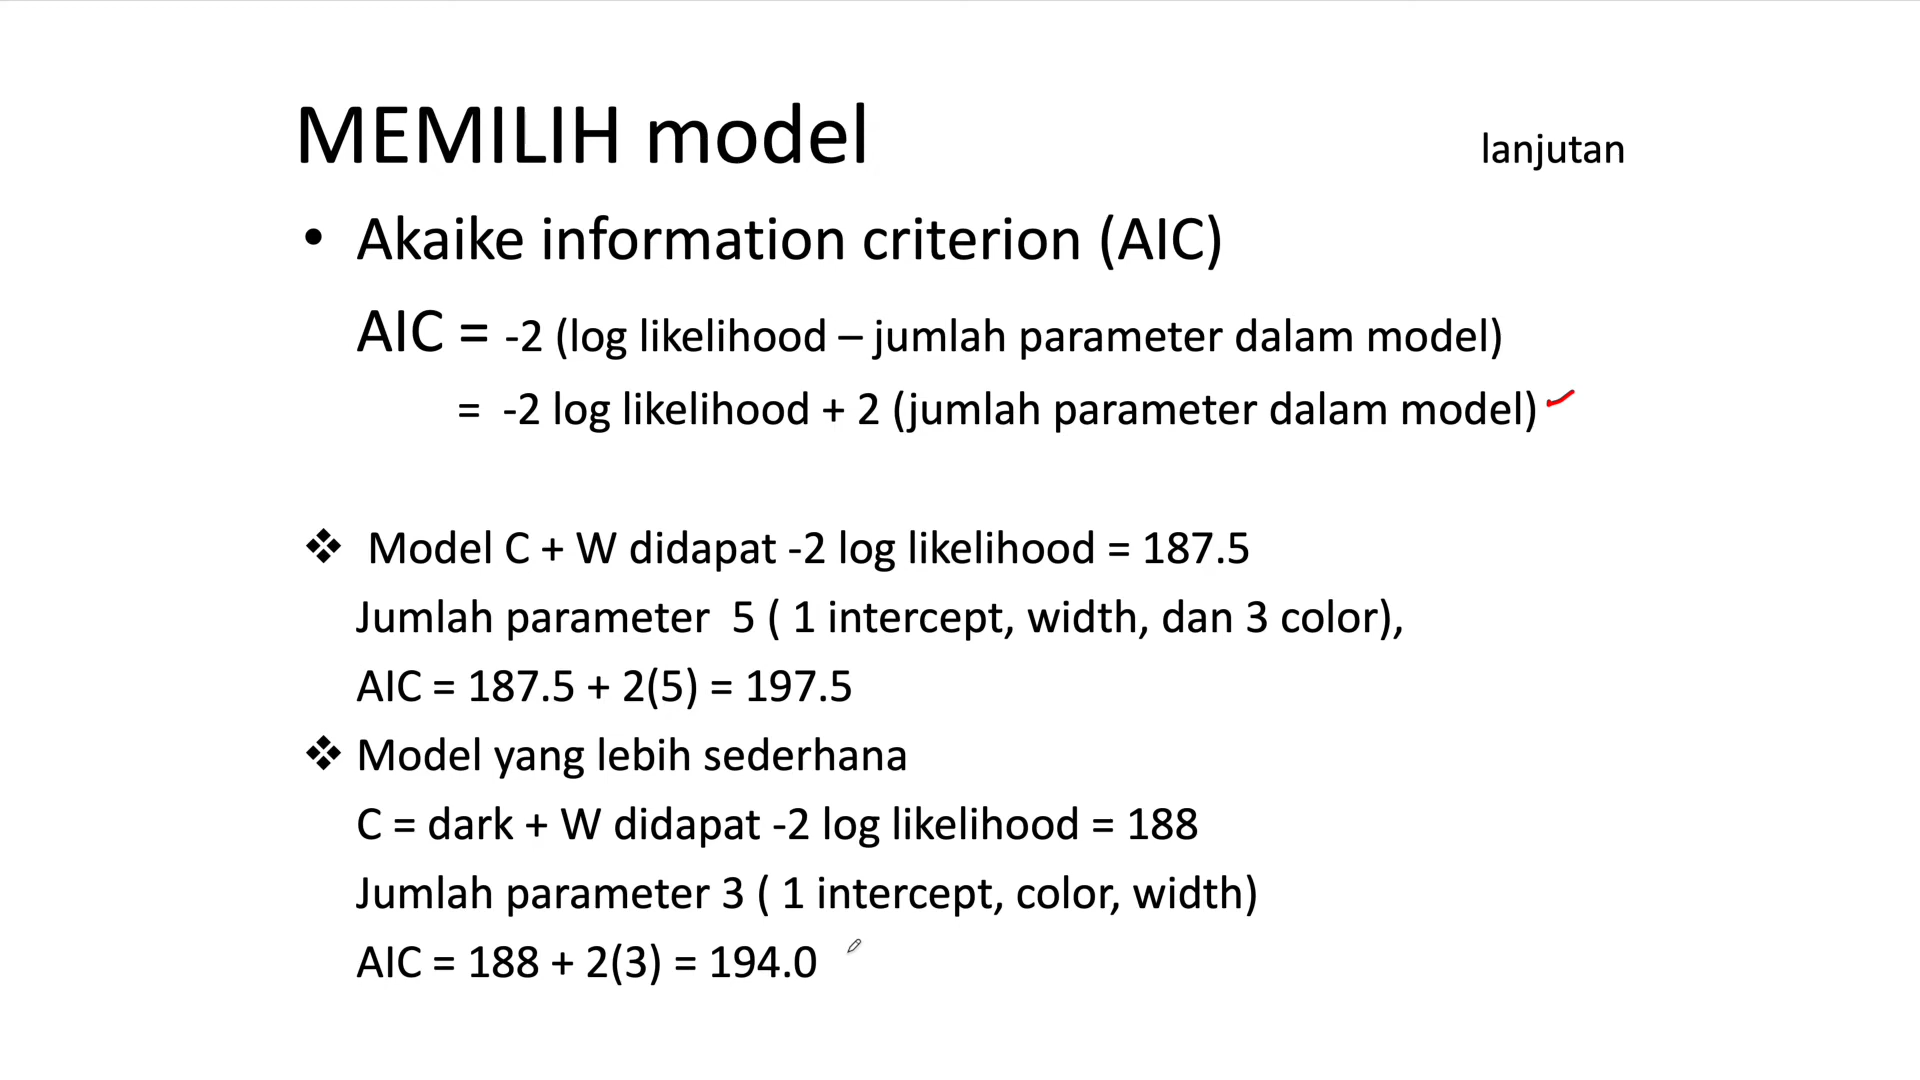 MEMILIH model lanjutan
• Akaike information criterion (AIC)
AIC = -2 (log likelihood – jumlah parameter dalam model)
= -2 log likelihood + 2 (jumlah parameter dalam model)
❖ Model C + W didapat -2 log likelihood = 187.5
Jumlah parameter 5 ( 1 intercept, width, dan 3 color),
AIC = 187.5 + 2(5) = 197.5
❖ Model yang lebih sederhana
C = dark + W didapat -2 log likelihood = 188
Jumlah parameter 3 ( 1 intercept, color, width)
AIC = 188 + 2(3) = 194.0